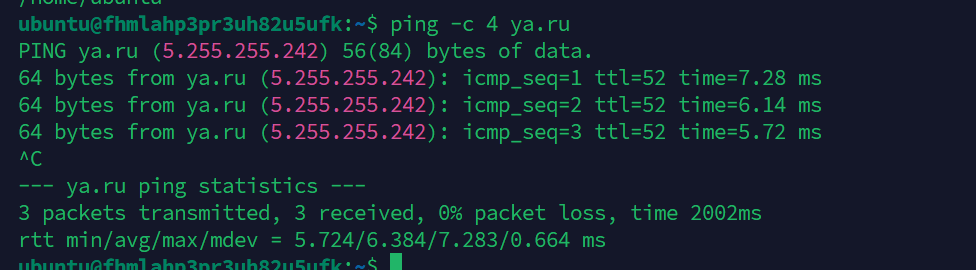 /home/ubuntu
ubuntu@fhmlahp3pr3uh82u5ufk:~$ ping -c 4 ya.ru
PING ya.ru (5.255.255.242) 56(84) bytes of data.
64 bytes from ya.ru (5.255.255.242): icmp_seq=1 ttl=52 time=7.28 ms
64 bytes from ya.ru (5.255.255.242): icmp_seq=2 ttl=52 time=6.14 ms
64 bytes from ya.ru (5.255.255.242): icmp_seq=3 ttl=52 time=5.72 ms
^C
--- ya.ru ping statistics ---
3 packets transmitted, 3 received, 0% packet loss, time 2002ms
rtt min/avg/max/mdev = 5.724/6.384/7.283/0.664 ms
ubuntu@fhmlahp3pr3uh82u5ufk:~$